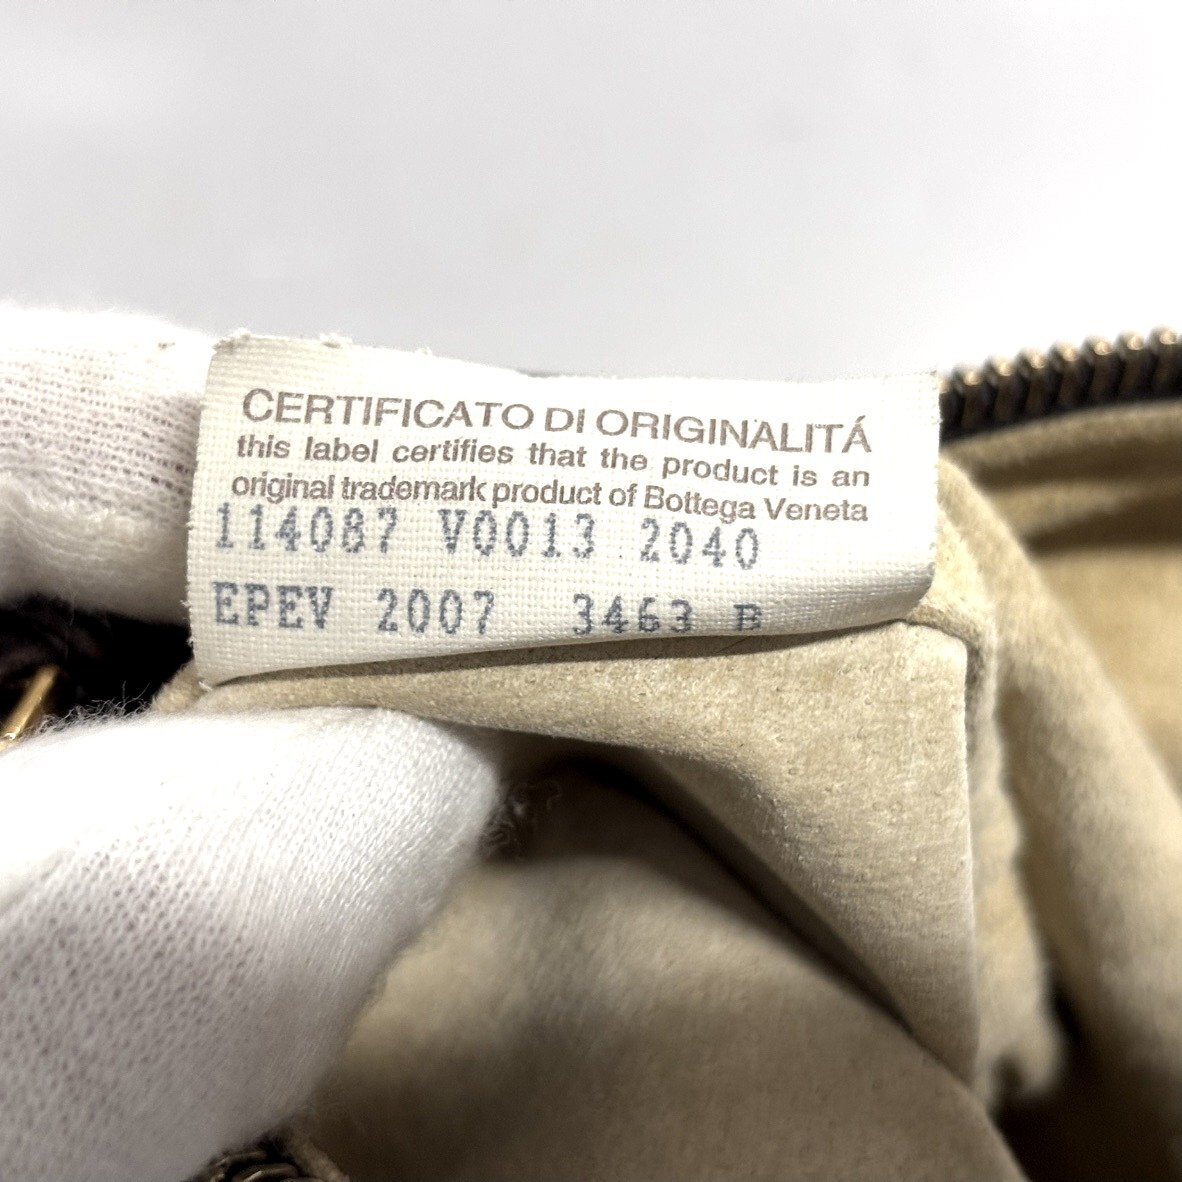 CERTIFICATO DI ORIGINALITÁ
this label certifies that the product is an
original trademark product of Bottega Veneta
114087 V0013 2040
EPEV 2007 3463 B